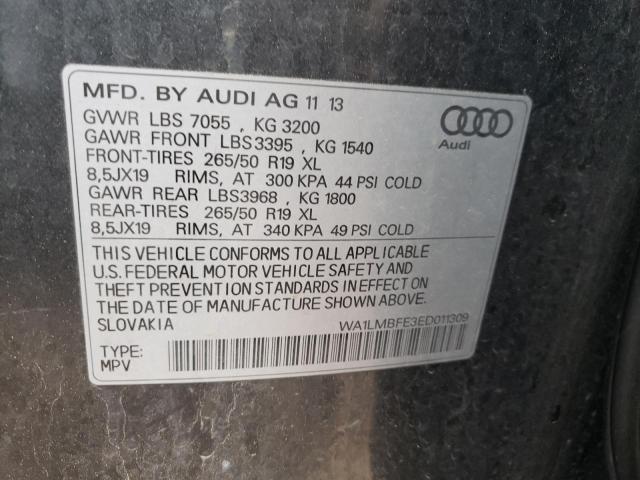 MFD. BY AUDI AG 11 13
GVWR LBS 7055 , KG 3200
GAWR FRONT LBS3395 , KG 1540
FRONT-TIRES 265/50 R19 XL
8,5JX19 RIMS, AT 300 KPA 44 PSI COLD
GAWR REAR LBS3968 , KG 1800
REAR-TIRES 265/50 R19 XL
8,5JX19 RIMS, AT 340 KPA 49 PSI COLD
Audi
THIS VEHICLE CONFORMS TO ALL APPLICABLE
U.S. FEDERAL MOTOR VEHICLE SAFETY AND
THEFT PREVENTION STANDARDS IN EFFECT ON
THE DATE OF MANUFACTURE SHOWN ABOVE.
SLOVAKIA
WA1LMBFE3ED011309
TYPE:
MPV